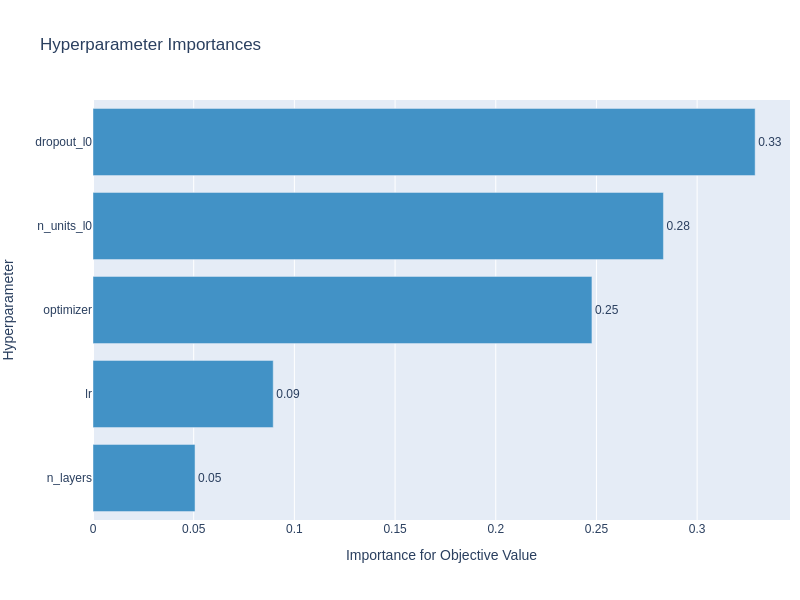 Hyperparameter Importances
Hyperparameter
dropout_l0
0.33
n_units_l0
0.28
optimizer
0.25
lr
0.09
n_layers
0.05
0 0.05 0.1 0.15 0.2 0.25 0.3
Importance for Objective Value